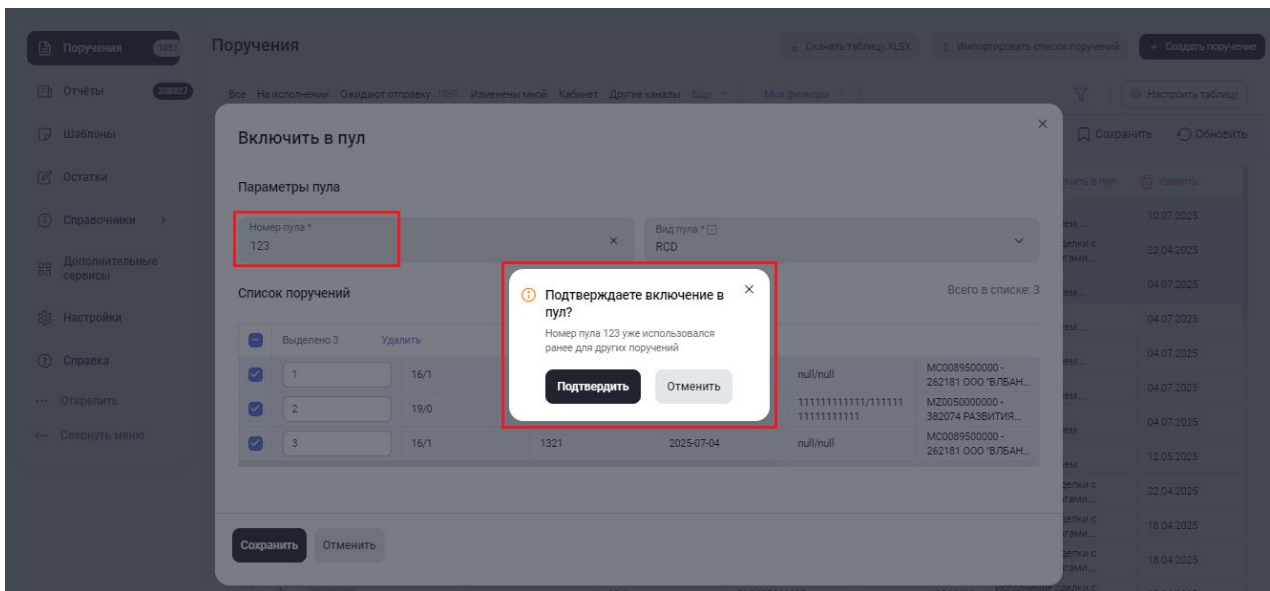 Поручения 1051
Отчёты 398827
Шаблоны
Остатки
Справочники
Дополнительные
сервисы
Настройки
Справка
Открепить
Свернуть меню
Поручения
Скачать таблицу.XLSX
Импортировать список поручений
+ Создать поручение
Все На исполнении Ожидают отправку 1051 Изменены мной Кабинет Другие каналы Еще Мои фильтры
Настроить таблицу
Сохранить Обновить
Удалить
Включить в пул
Параметры пула
Номер пула *
123
Вид пула *
RCD
Список поручений
Всего в списке: 3
Выделено 3 Удалить
1 16/1 null/null МС0089500000 -
262181 ООО "ВЛБАН...
2 19/0 111111111111/111111
11111111111 MZ0050000000 -
382074 РАЗВИТИЯ...
3 16/1 1321 2025-07-04 null/null МС0089500000 -
262181 ООО "ВЛБАН...
Сохранить Отменить
Подтверждаете включение в
пул?
Номер пула 123 уже использовался
ранее для других поручений
Подтвердить Отменить
10.07.2025
22.04.2025
04.07.2025
04.07.2025
04.07.2025
04.07.2025
04.07.2025
12.05.2025
22.04.2025
18.04.2025
18.04.2025